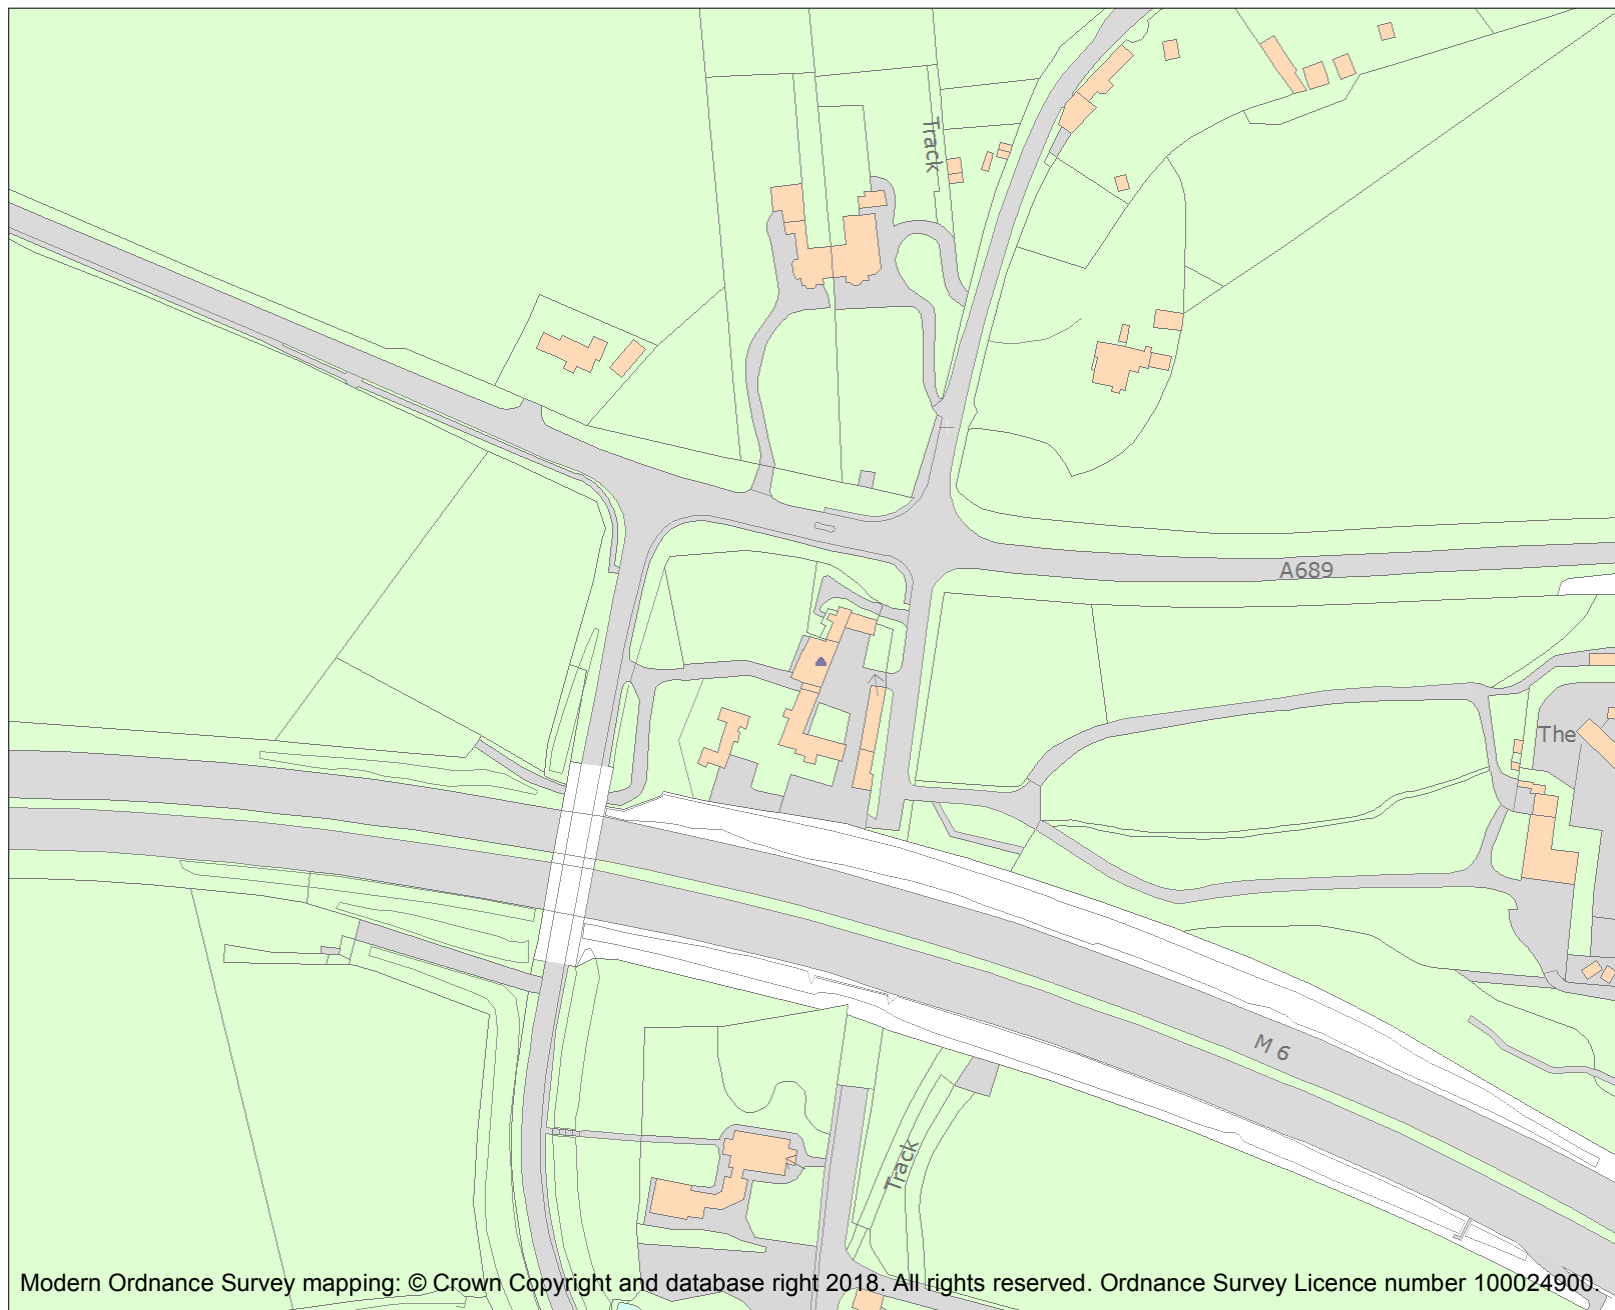 Track
A689
The
M 6
Track
Modern Ordnance Survey mapping: © Crown Copyright and database right 2018. All rights reserved. Ordnance Survey Licence number 100024900.